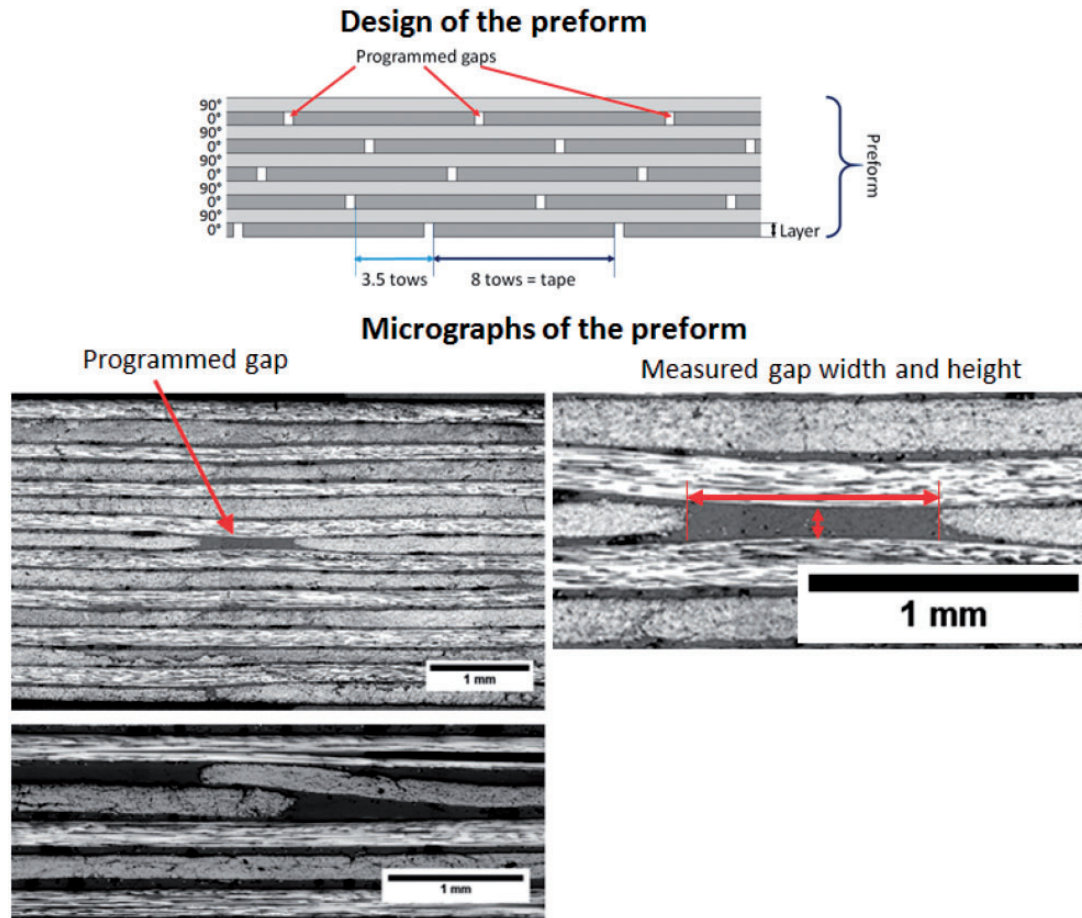 Design of the preform
Programmed gaps
90°
0°
90°
0°
90°
0°
90°
0°
90°
0°
Preform
Layer
3.5 tows
8 tows = tape
Micrographs of the preform
Programmed gap
Measured gap width and height
1 mm
1 mm
1 mm